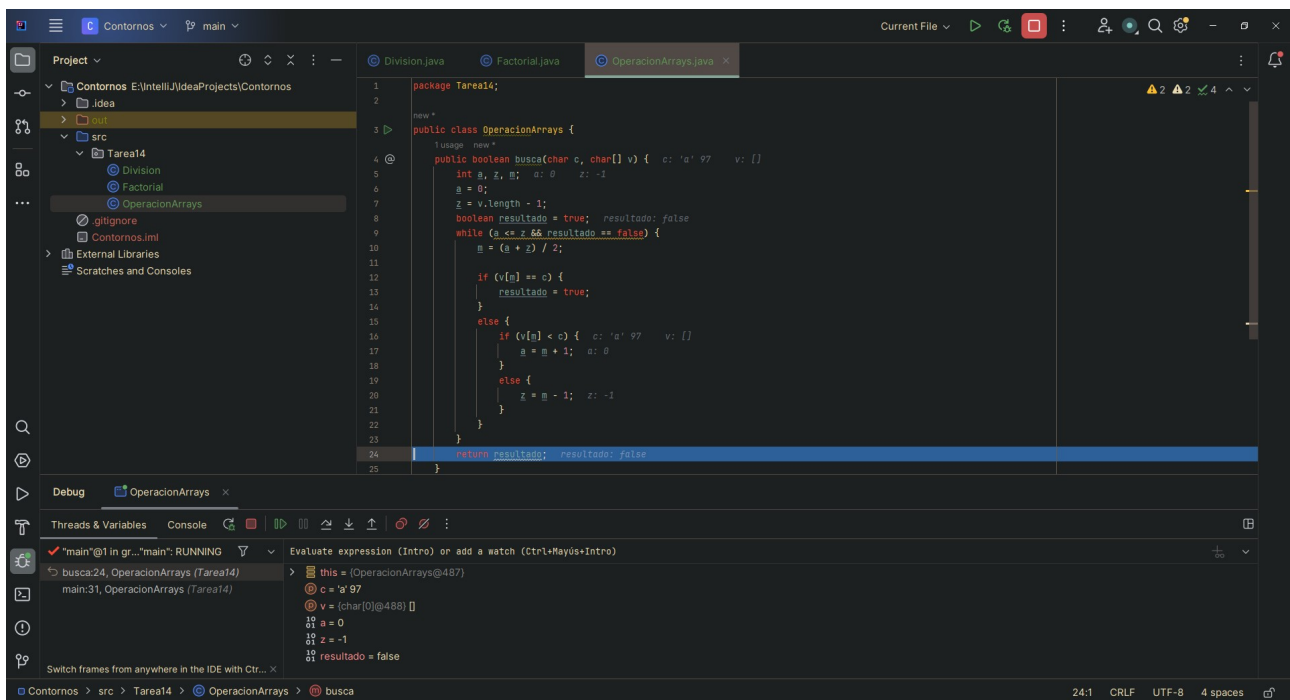 C Contornos main Current File
Project
Contornos E:\IntelliJ\IdeaProjects\Contornos
.idea
out
src
Tarea14
Division
Factorial
OperacionArrays
.gitignore
Contornos.iml
External Libraries
Scratches and Consoles
Division.java Factorial.java OperacionArrays.java
2 2 4
1 package Tarea14;
2
new *
3 public class OperacionArrays {
1 usage new *
4 public boolean busca(char c, char[] v) { c: 'a' 97 v: []
5 int a, z, m; a: 0 z: -1
6 a = 0;
7 z = v.length - 1;
8 boolean resultado = true; resultado: false
9 while (a <= z && resultado == false) {
10 m = (a + z) / 2;
11
12 if (v[m] == c) {
13 resultado = true;
14 }
15 else {
16 if (v[m] < c) { c: 'a' 97 v: []
17 a = m + 1; a: 0
18 }
19 else {
20 z = m - 1; z: -1
21 }
22 }
23 }
24 return resultado; resultado: false
25 }
Debug OperacionArrays
Threads & Variables Console
"main"@1 in gr..."main": RUNNING
busca:24, OperacionArrays (Tarea14)
main:31, OperacionArrays (Tarea14)
Switch frames from anywhere in the IDE with Ctr...
Evaluate expression (Intro) or add a watch (Ctrl+Mayús+Intro)
this = {OperacionArrays@487}
c = 'a' 97
v = {char[0]@488} []
a = 0
z = -1
resultado = false
Contornos > src > Tarea14 > OperacionArrays > busca 24:1 CRLF UTF-8 4 spaces